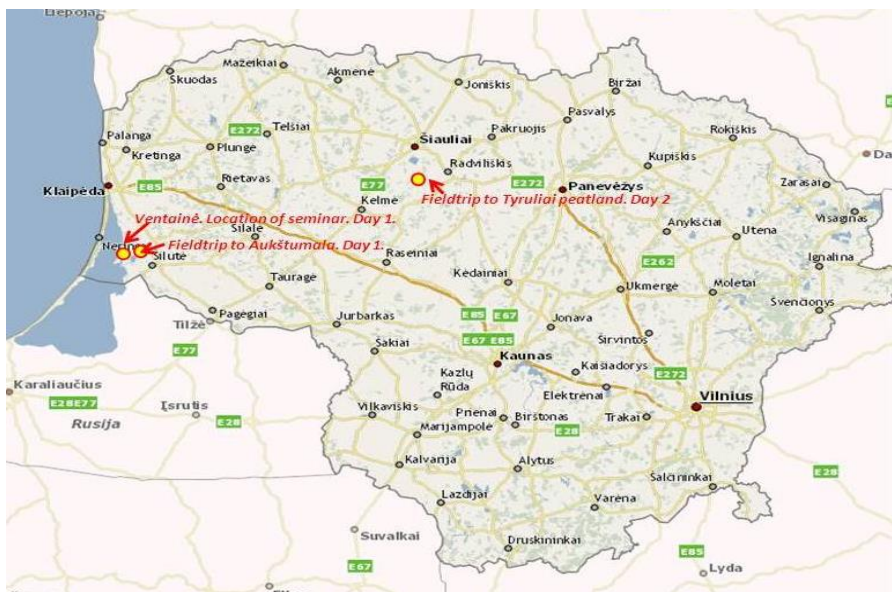 Liepoja
Mažeikiai
Skuodas
Akmenė
Joniškis
Biržai
Pasvalys
Palanga
Kretinga
Plungė
E272
Telšiai
Šiauliai
Pakruojis
Rokiškis
Radviliškis
Kupiškis
Klaipėda
E85
Rietavas
E77
Kelmė
E272
Panevėžys
Zarasai
Fieldtrip to Tyruliai peatland. Day 2
Ventainė. Location of seminar. Day 1.
Anykščiai
Visaginas
Šilalė
Utena
Fieldtrip to Aukštumala. Day 1.
Šilutė
Raseiniai
E262
Ignalina
Tauragė
Kėdainiai
Ukmergė
Moletai
Švenčionys
Pagėgiai
Tilžė
Jurbarkas
E85
E67
Jonava
Širvintos
E77
Šakiai
E67 E85
Kaunas
Kaišiadorys
E272
Karaliaučius
Kazlų
Rūda
Elektrėnai
Vilnius
E28E77
Įsrutis
Vilkaviškis
Prienai
Birštonas
Trakai
Rusija
E28
Marijampolė
E28
Kalvarija
Alytus
E28
Šalčininkai
Lazdijai
Varėna
Suvalkai
Druskininkai
E85
E67
Lyda